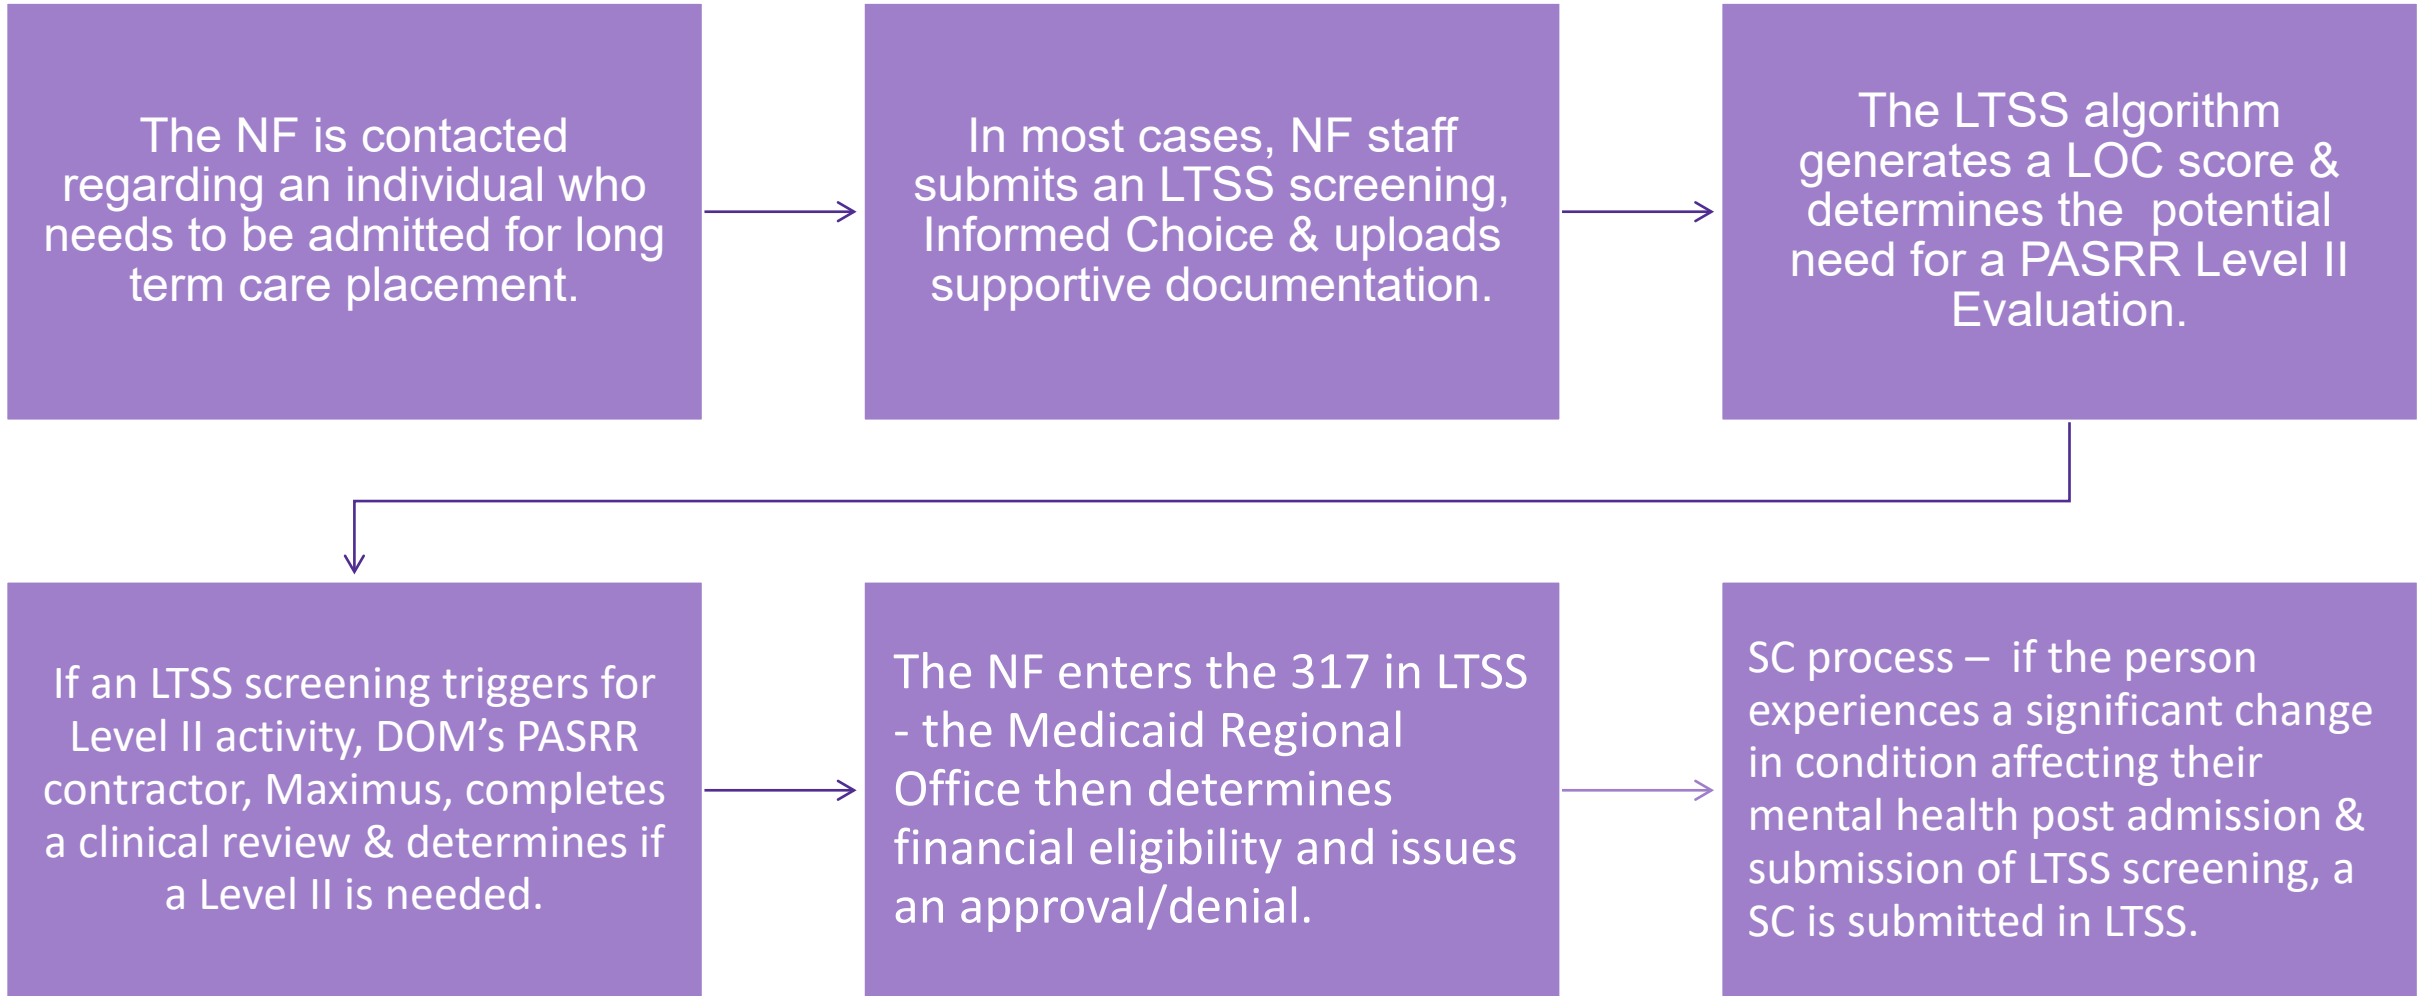 The NF is contacted
regarding an individual who
needs to be admitted for long
term care placement.
In most cases, NF staff
submits an LTSS screening,
Informed Choice & uploads
supportive documentation.
The LTSS algorithm
generates a LOC score &
determines the  potential
need for a PASRR Level II
Evaluation.
If an LTSS screening triggers for
Level II activity, DOM’s PASRR
contractor, Maximus, completes
a clinical review & determines if
a Level II is needed.
The NF enters the 317 in LTSS
- the Medicaid Regional
Office then determines
financial eligibility and issues
an approval/denial.
SC process –  if the person
experiences a significant change
in condition affecting their
mental health post admission &
submission of LTSS screening, a
SC is submitted in LTSS.